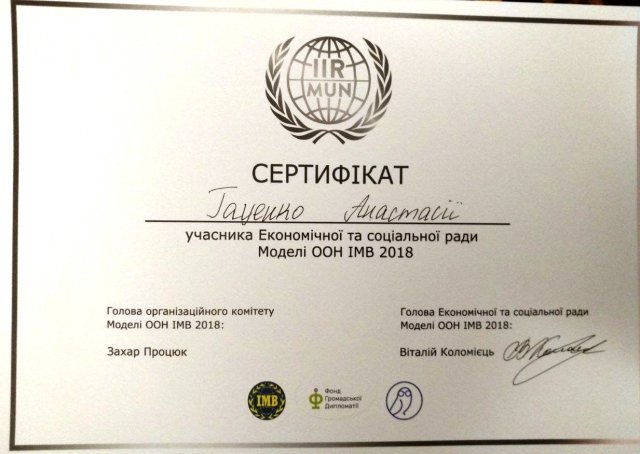 IIR
MUN
СЕРТИФІКАТ
Гаценко Анастасії
учасника Економічної та соціальної ради
Моделі ООН ІМВ 2018
Голова організаційного комітету
Моделі ООН ІМВ 2018:
Захар Процюк
Голова Економічної та соціальної ради
Моделі ООН ІМВ 2018:
Віталій Коломієць
ІМВ
Фонд
Громадської
Дипломатії